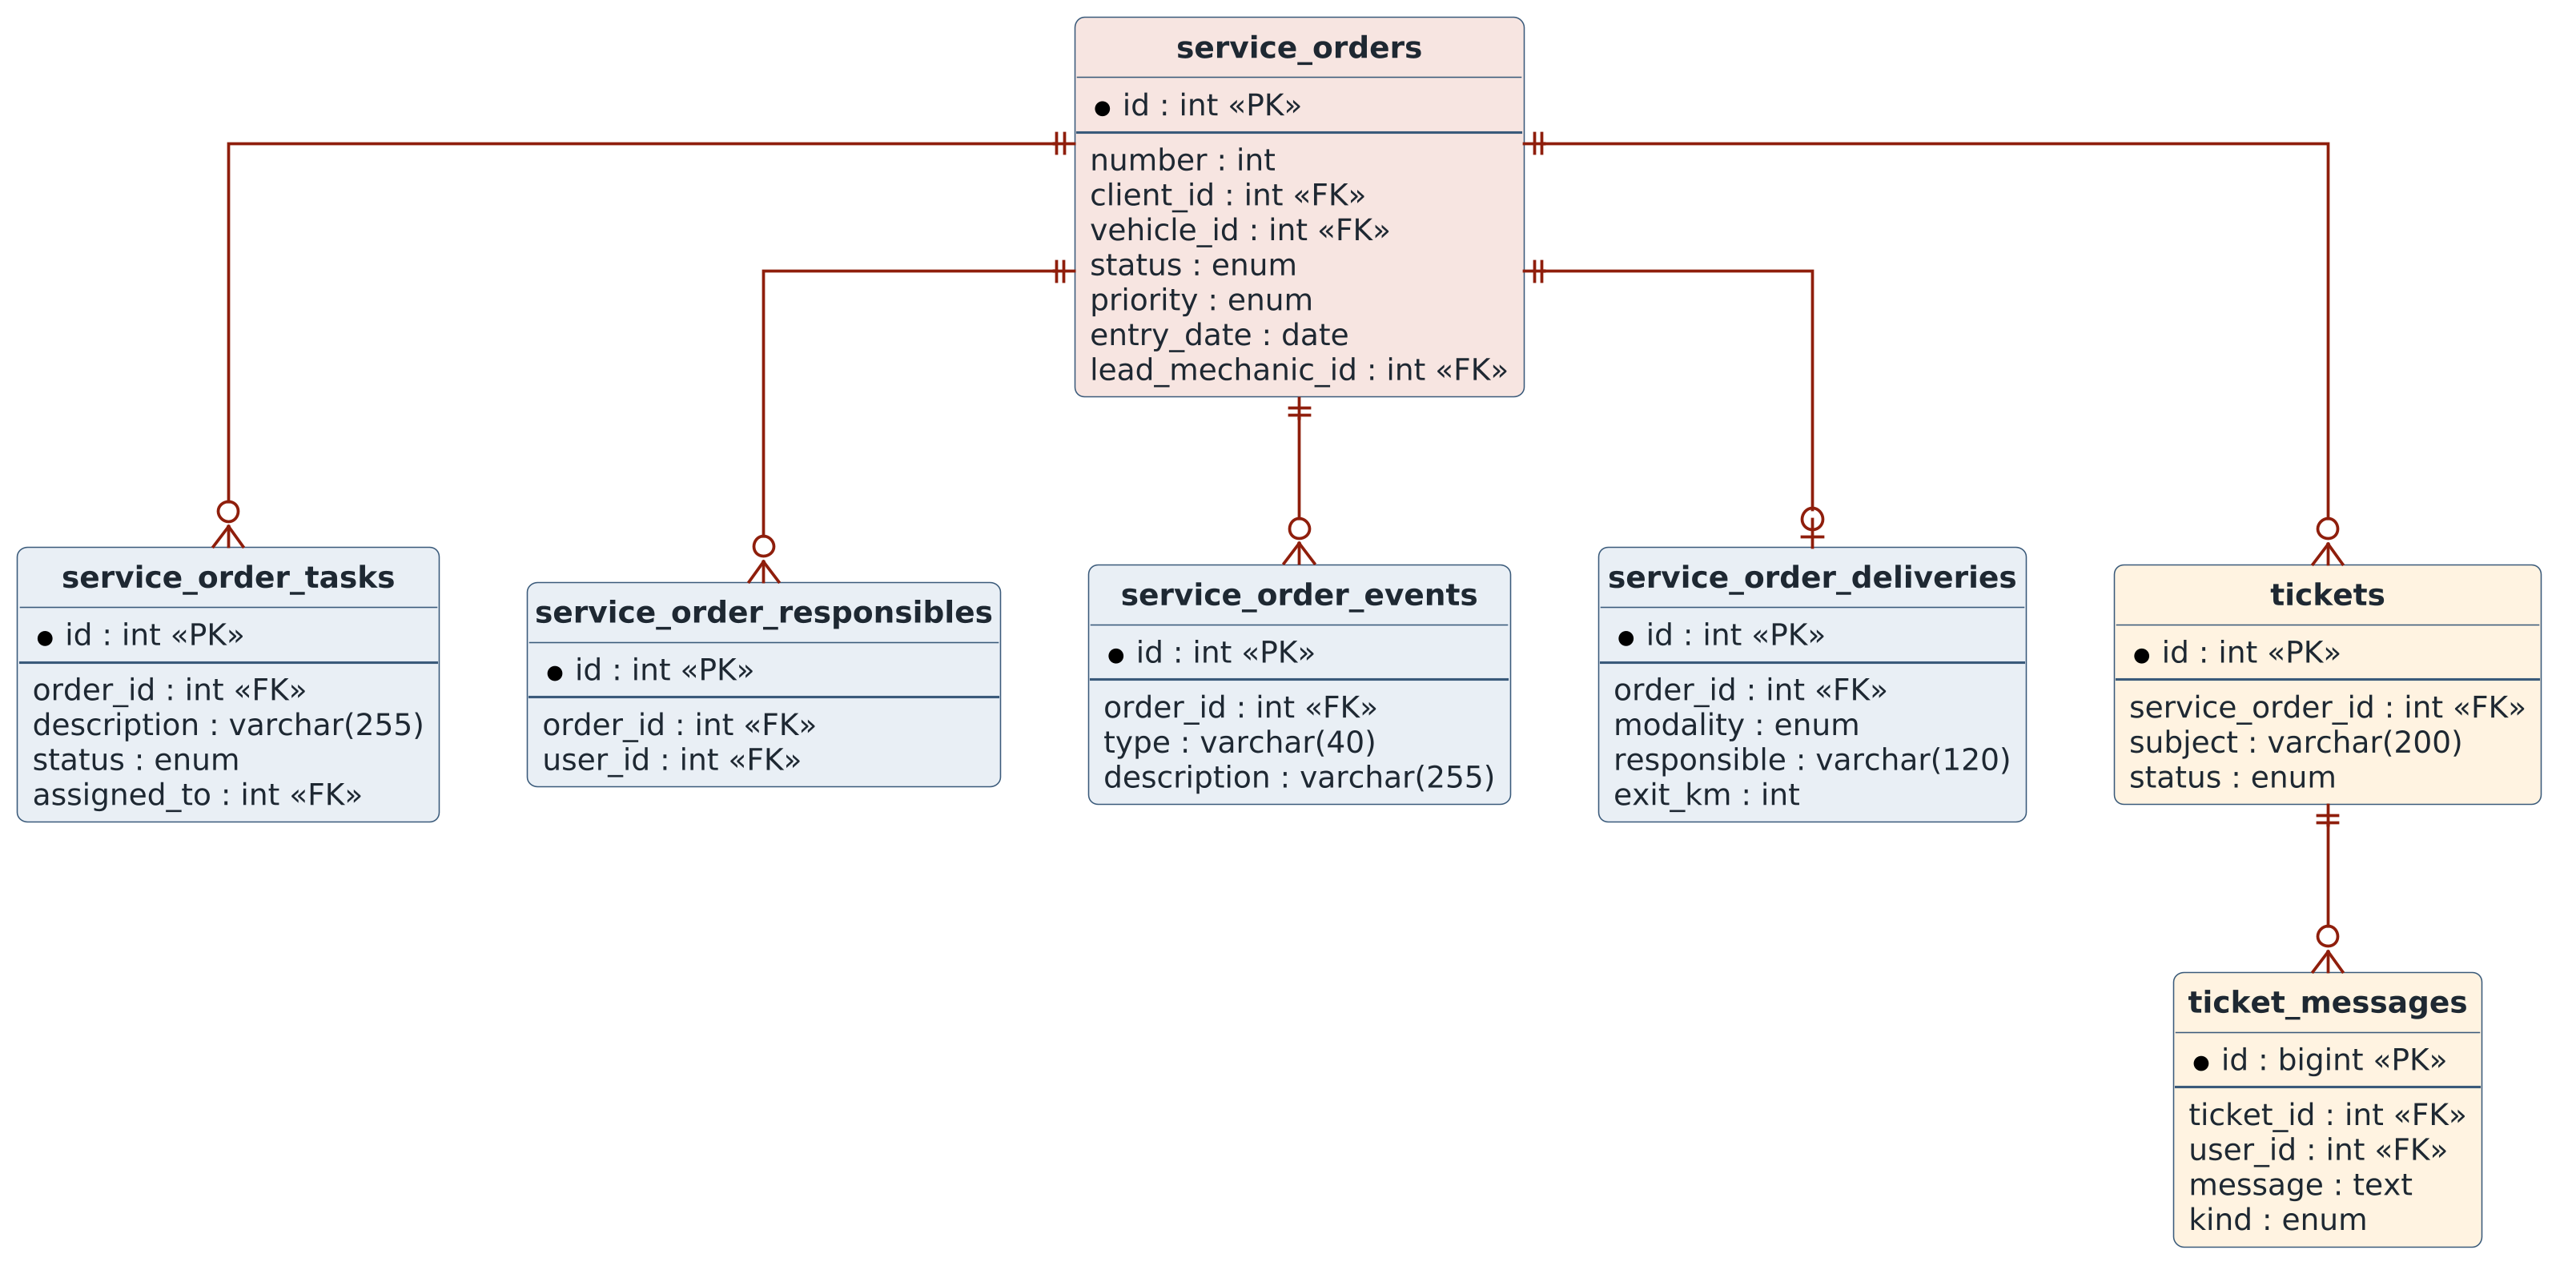 service_orders
id : int «PK»
number : int
client_id : int «FK»
vehicle_id : int «FK»
status : enum
priority : enum
entry_date : date
lead_mechanic_id : int «FK»
service_order_tasks
id : int «PK»
order_id : int «FK»
description : varchar(255)
status : enum
assigned_to : int «FK»
service_order_responsibles
id : int «PK»
order_id : int «FK»
user_id : int «FK»
service_order_events
id : int «PK»
order_id : int «FK»
type : varchar(40)
description : varchar(255)
service_order_deliveries
id : int «PK»
order_id : int «FK»
modality : enum
responsible : varchar(120)
exit_km : int
tickets
id : int «PK»
service_order_id : int «FK»
subject : varchar(200)
status : enum
ticket_messages
id : bigint «PK»
ticket_id : int «FK»
user_id : int «FK»
message : text
kind : enum